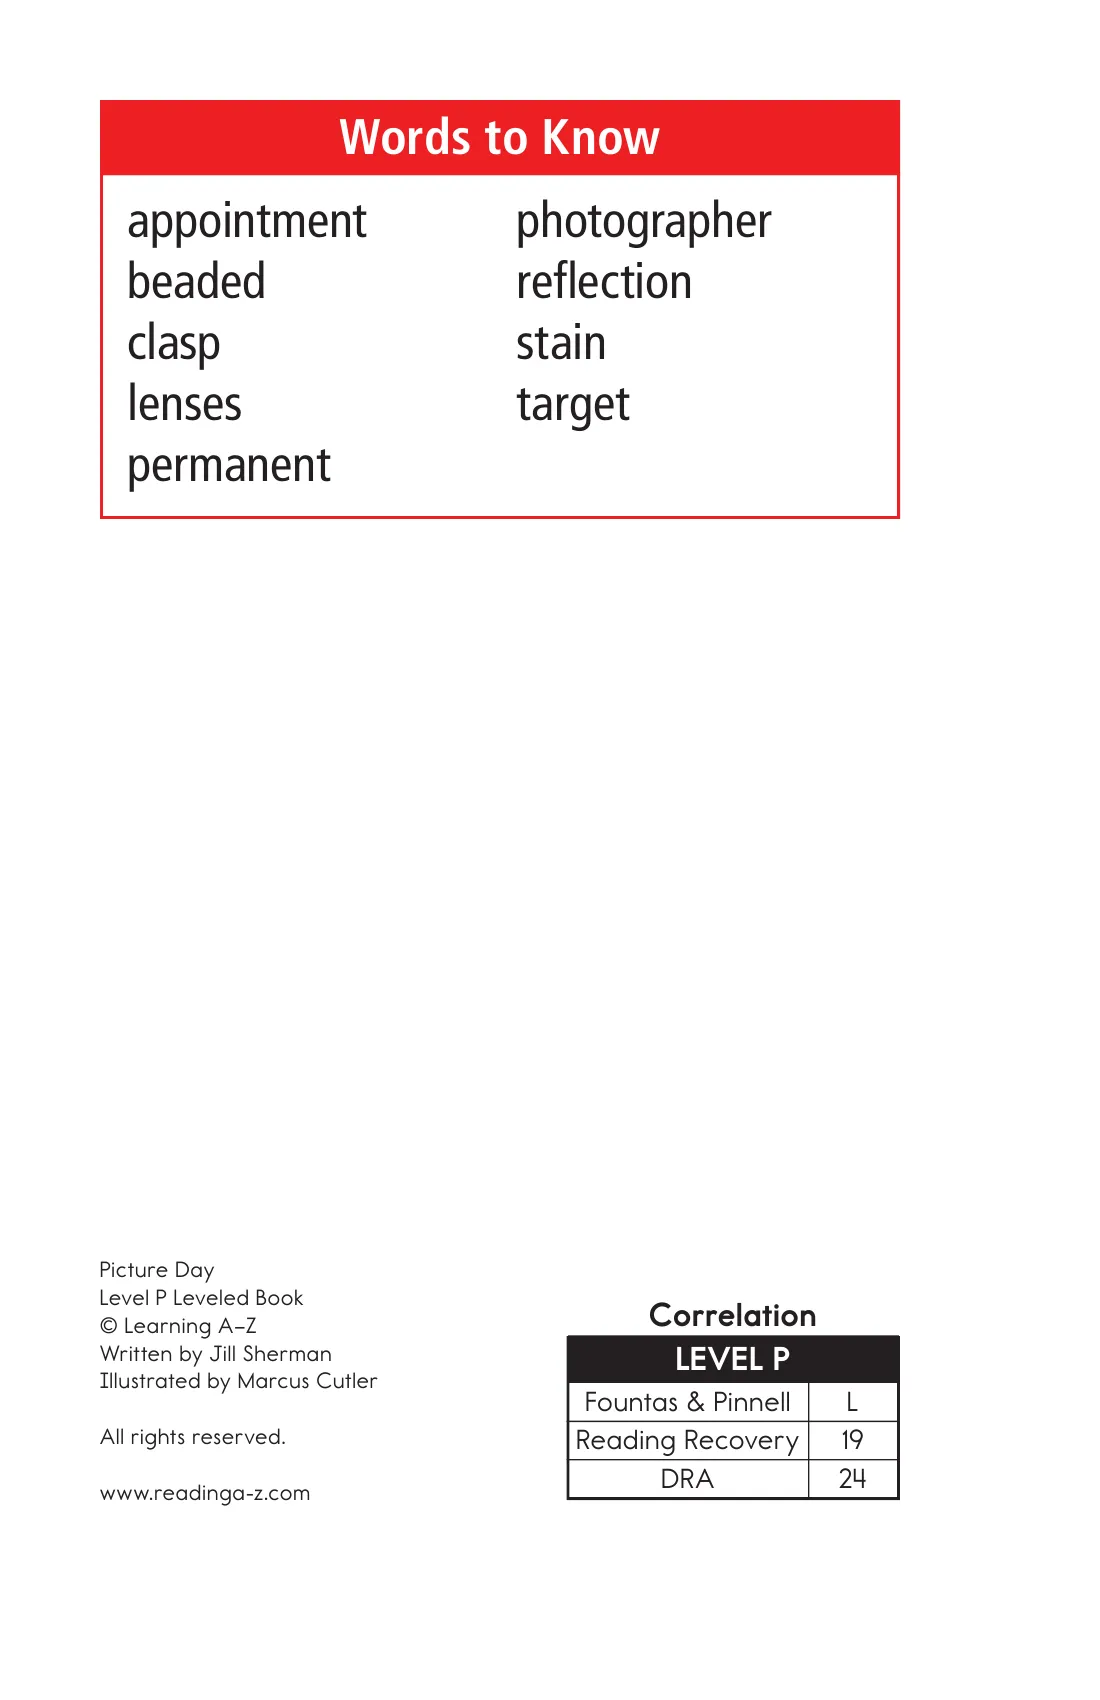 Words to Know
appointment
beaded
clasp
lenses
permanent
photographer
reflection
stain
target
Picture Day
Level P Leveled Book
© Learning A–Z
Written by Jill Sherman
Illustrated by Marcus Cutler
All rights reserved.
www.readinga-z.com
Correlation
LEVEL P
Fountas & Pinnell L
Reading Recovery 19
DRA 24